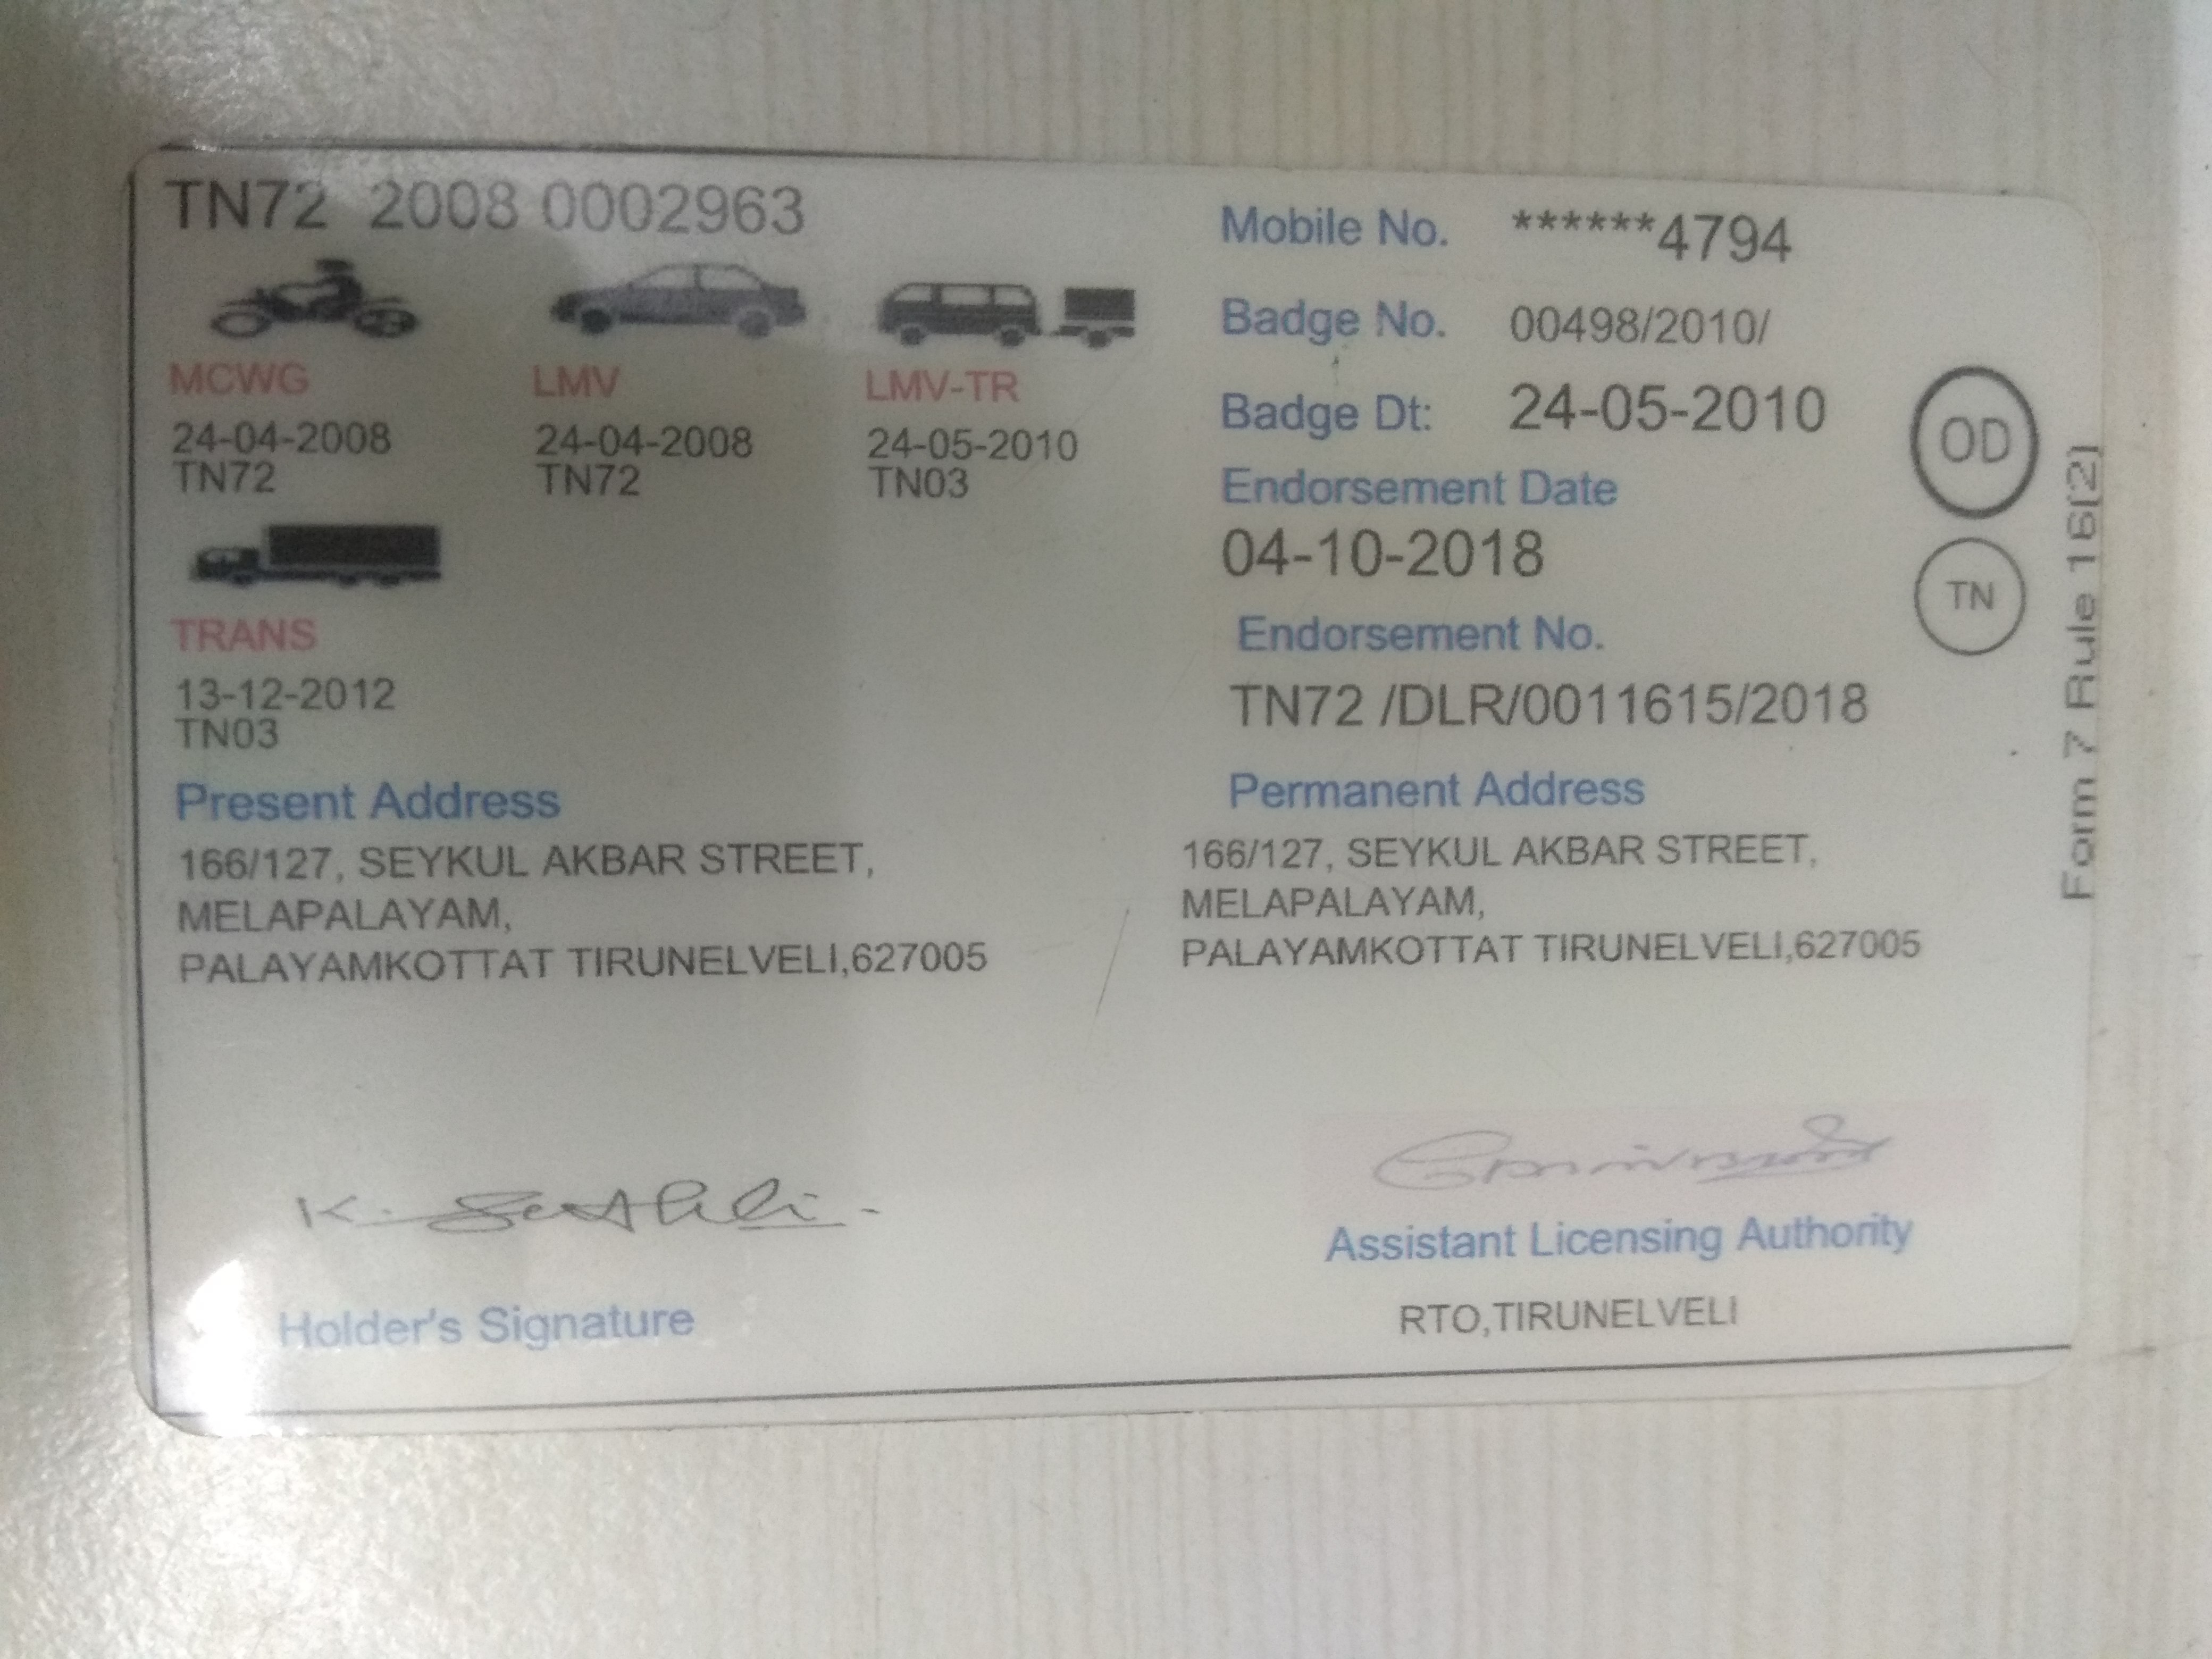 TN72 2008 0002963
MCWG LMV LMV-TR
24-04-2008 24-04-2008 24-05-2010
TN72 TN72 TN03
TRANS
13-12-2012
TN03
Mobile No. ******4794
Badge No. 00498/2010/
Badge Dt: 24-05-2010
Endorsement Date
04-10-2018
Endorsement No.
TN72 /DLR/0011615/2018
OD
TN
Form 7 Rule 16(2)
Present Address
166/127, SEYKUL AKBAR STREET,
MELAPALAYAM,
PALAYAMKOTTAT TIRUNELVELI,627005
Permanent Address
166/127, SEYKUL AKBAR STREET,
MELAPALAYAM,
PALAYAMKOTTAT TIRUNELVELI,627005
K.
Holder's Signature
Assistant Licensing Authority
RTO,TIRUNELVELI